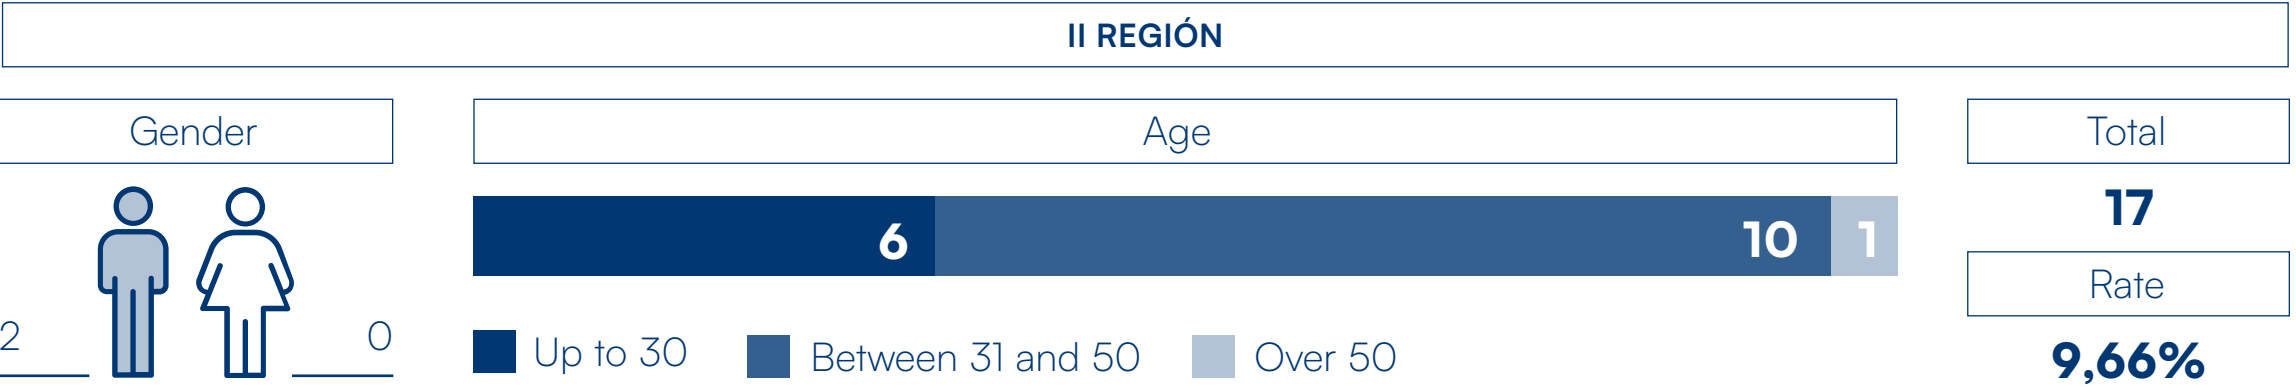 II REGIÓN
Gender
Age
Total
6
10
1
17
Rate
2
0
Up to 30
Between 31 and 50
Over 50
9,66%